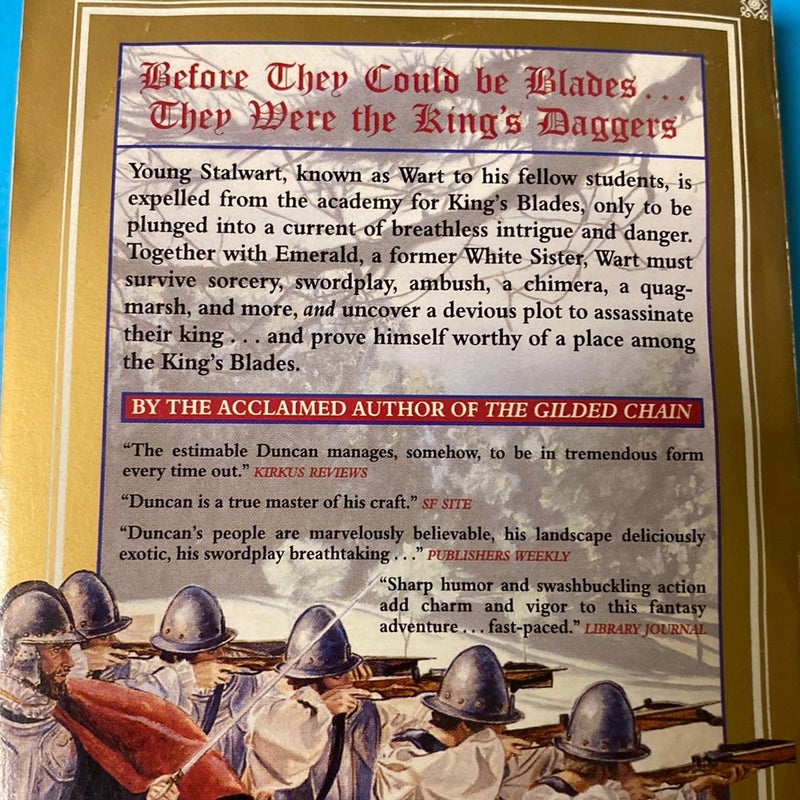 Before They Could be Blades...
They Were the King's Daggers
Young Stalwart, known as Wart to his fellow students, is
expelled from the academy for King's Blades, only to be
plunged into a current of breathless intrigue and danger.
Together with Emerald, a former White Sister, Wart must
survive sorcery, swordplay, ambush, a chimera, a quag-
marsh, and more, and uncover a devious plot to assassinate
their king . . . and prove himself worthy of a place among
the King's Blades.
BY THE ACCLAIMED AUTHOR OF THE GILDED CHAIN
“The estimable Duncan manages, somehow, to be in tremendous form
every time out.” KIRKUS REVIEWS
“Duncan is a true master of his craft.” SF SITE
“Duncan's people are marvelously believable, his landscape deliciously
exotic, his swordplay breathtaking . . .” PUBLISHERS WEEKLY
“Sharp humor and swashbuckling action
add charm and vigor to this fantasy
adventure . . . fast-paced.” LIBRARY JOURNAL